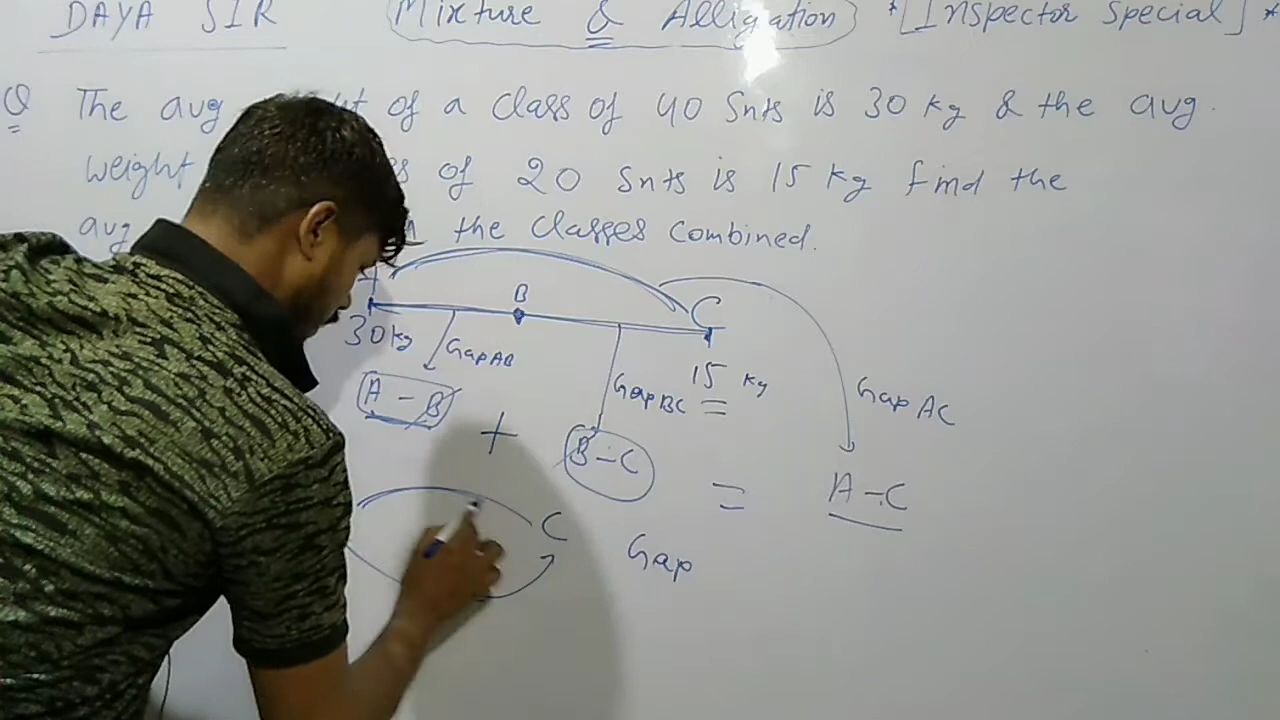 DAYA SIR Mixture & Alligation * [Inspector Special] *
Q The avg of a class of 40 Snts is 30 kg & the avg.
weight of 20 Snts is 15 kg find the
avg the classes combined.
B C
30 kg Gap AB 15 kg Gap BC Gap AC
A - B + B - C = A - C
C Gap